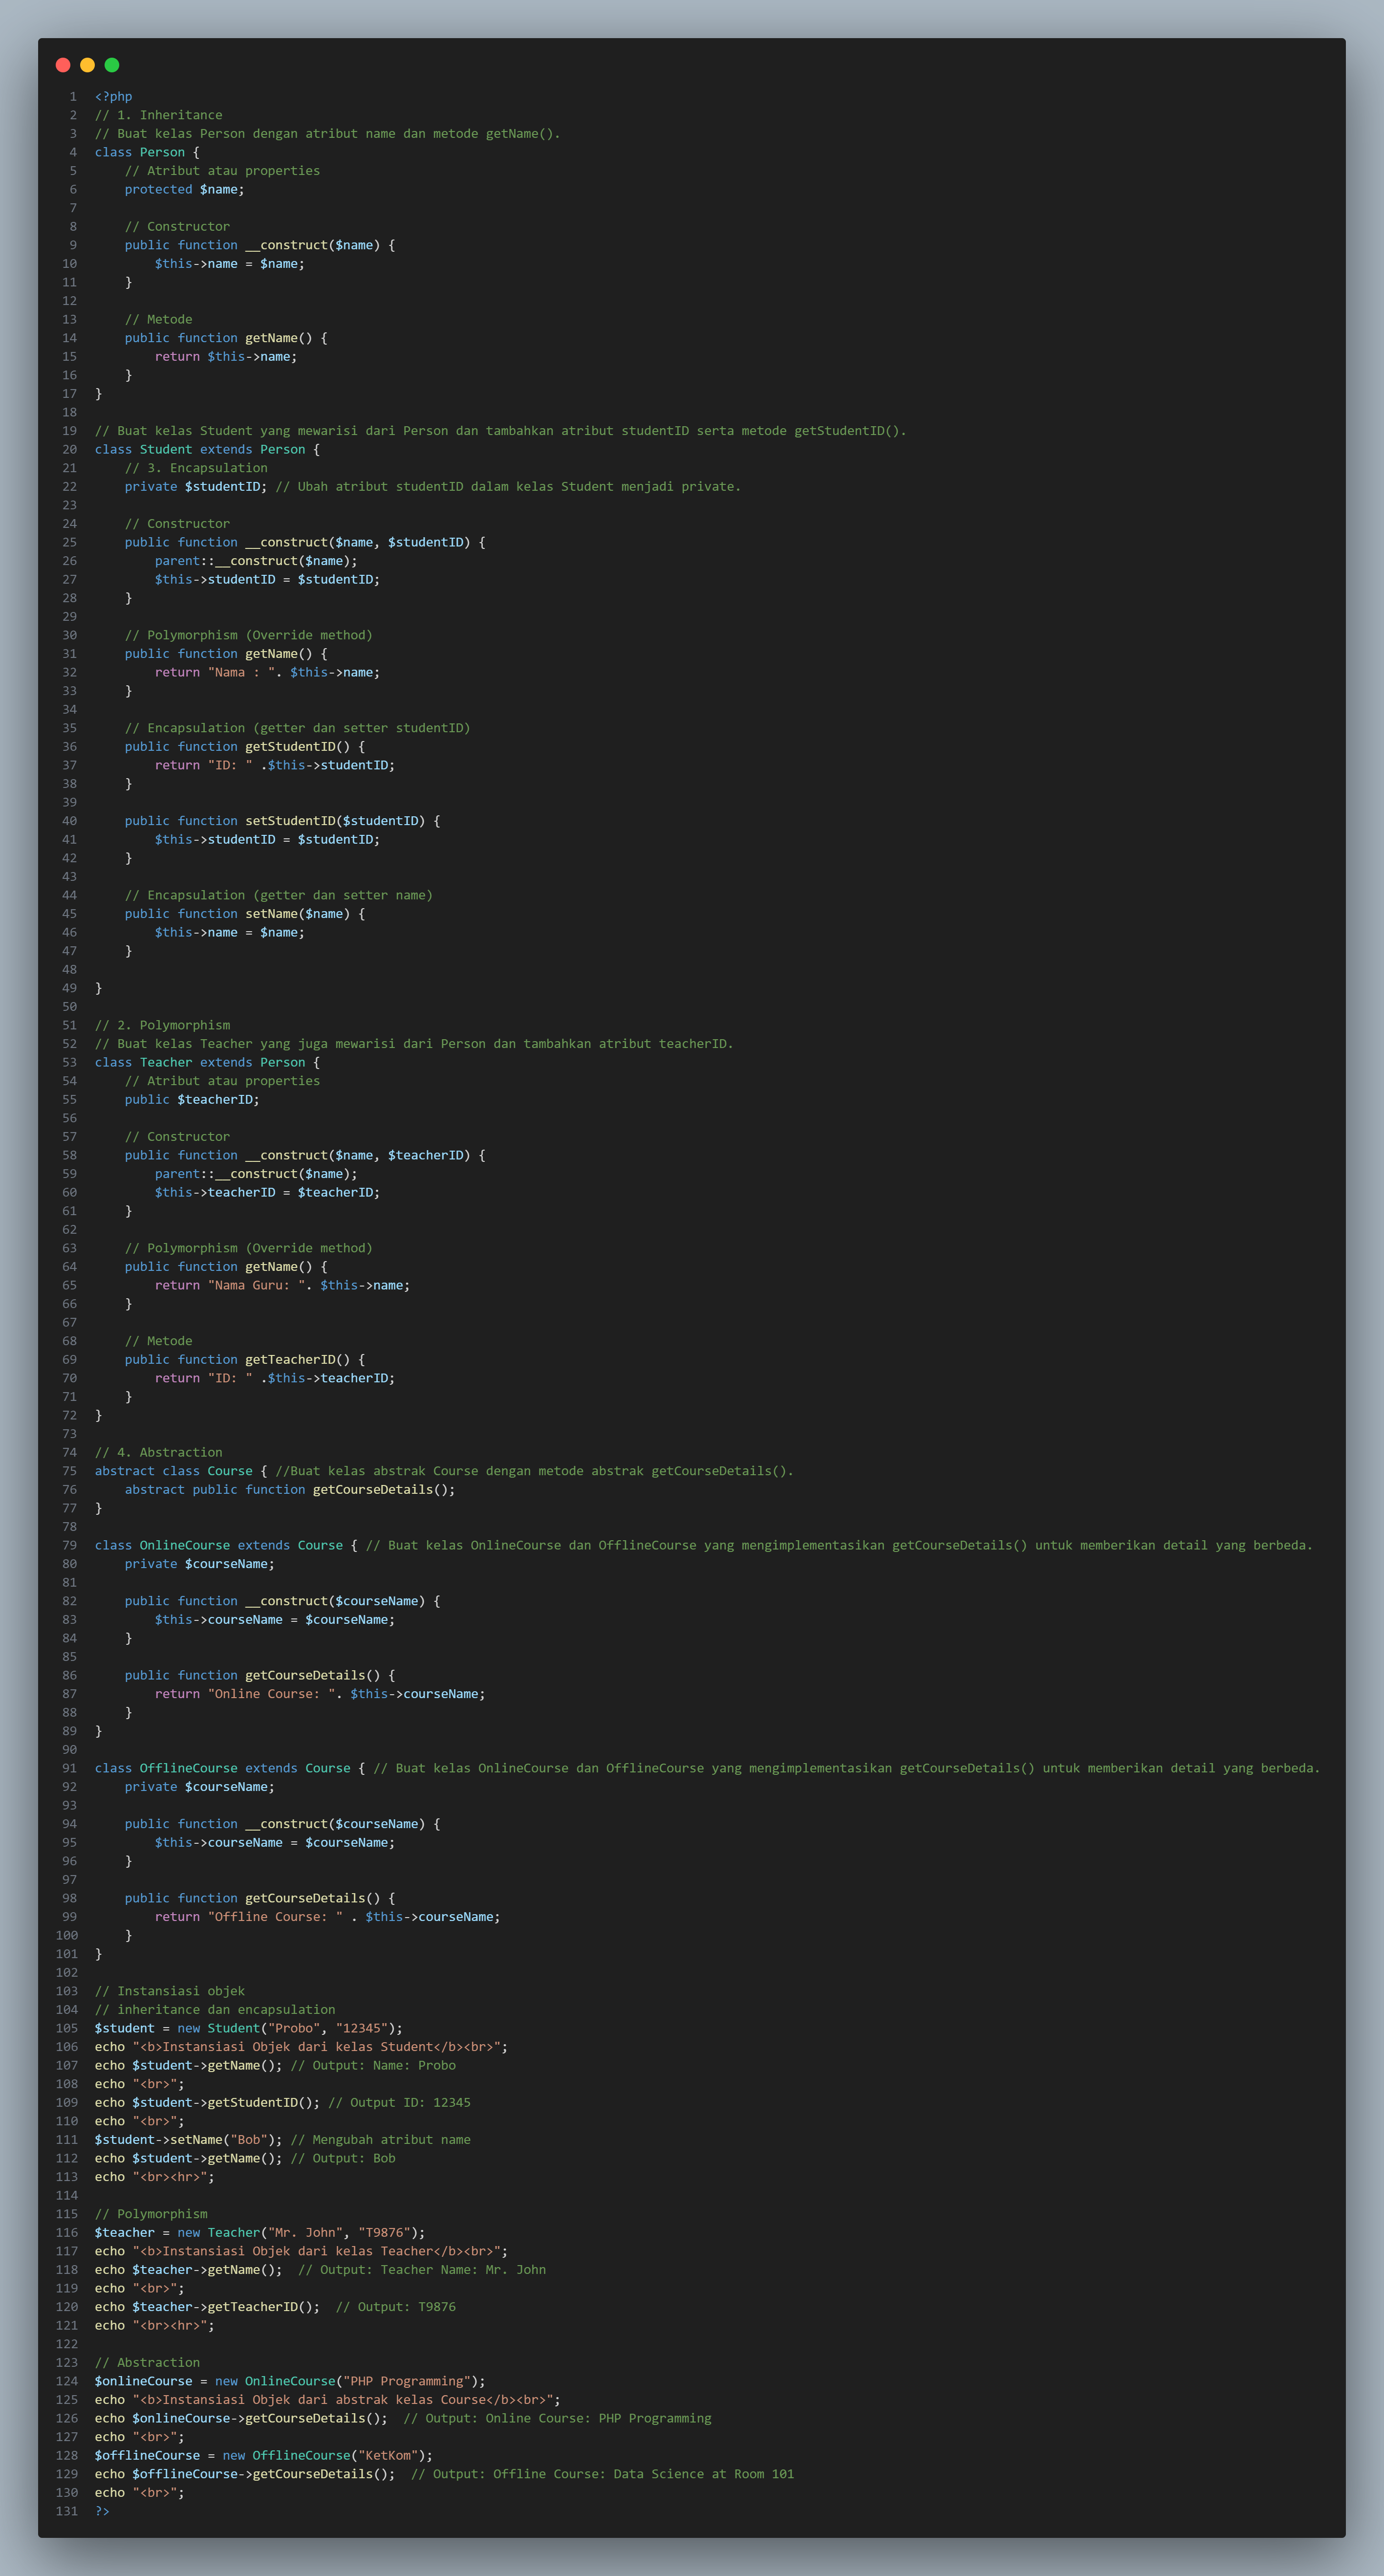 1 <?php
2 // 1. Inheritance
3 // Buat kelas Person dengan atribut name dan metode getName().
4 class Person {
5     // Atribut atau properties
6     protected $name;
7
8     // Constructor
9     public function __construct($name) {
10         $this->name = $name;
11     }
12
13     // Metode
14     public function getName() {
15         return $this->name;
16     }
17 }
18
19 // Buat kelas Student yang mewarisi dari Person dan tambahkan atribut studentID serta metode getStudentID().
20 class Student extends Person {
21     // 3. Encapsulation
22     private $studentID; // Ubah atribut studentID dalam kelas Student menjadi private.
23
24     // Constructor
25     public function __construct($name, $studentID) {
26         parent::__construct($name);
27         $this->studentID = $studentID;
28     }
29
30     // Polymorphism (Override method)
31     public function getName() {
32         return "Nama : ". $this->name;
33     }
34
35     // Encapsulation (getter dan setter studentID)
36     public function getStudentID() {
37         return "ID: " .$this->studentID;
38     }
39
40     public function setStudentID($studentID) {
41         $this->studentID = $studentID;
42     }
43
44     // Encapsulation (getter dan setter name)
45     public function setName($name) {
46         $this->name = $name;
47     }
48
49 }
50
51 // 2. Polymorphism
52 // Buat kelas Teacher yang juga mewarisi dari Person dan tambahkan atribut teacherID.
53 class Teacher extends Person {
54     // Atribut atau properties
55     public $teacherID;
56
57     // Constructor
58     public function __construct($name, $teacherID) {
59         parent::__construct($name);
60         $this->teacherID = $teacherID;
61     }
62
63     // Polymorphism (Override method)
64     public function getName() {
65         return "Nama Guru: ". $this->name;
66     }
67
68     // Metode
69     public function getTeacherID() {
70         return "ID: " .$this->teacherID;
71     }
72 }
73
74 // 4. Abstraction
75 abstract class Course { //Buat kelas abstrak Course dengan metode abstrak getCourseDetails().
76     abstract public function getCourseDetails();
77 }
78
79 class OnlineCourse extends Course { // Buat kelas OnlineCourse dan OfflineCourse yang mengimplementasikan getCourseDetails() untuk memberikan detail yang berbeda.
80     private $courseName;
81
82     public function __construct($courseName) {
83         $this->courseName = $courseName;
84     }
85
86     public function getCourseDetails() {
87         return "Online Course: ". $this->courseName;
88     }
89 }
90
91 class OfflineCourse extends Course { // Buat kelas OnlineCourse dan OfflineCourse yang mengimplementasikan getCourseDetails() untuk memberikan detail yang berbeda.
92     private $courseName;
93
94     public function __construct($courseName) {
95         $this->courseName = $courseName;
96     }
97
98     public function getCourseDetails() {
99         return "Offline Course: " . $this->courseName;
100     }
101 }
102
103 // Instansiasi objek
104 // inheritance dan encapsulation
105 $student = new Student("Probo", "12345");
106 echo "<b>Instansiasi Objek dari kelas Student</b><br>";
107 echo $student->getName(); // Output: Name: Probo
108 echo "<br>";
109 echo $student->getStudentID(); // Output ID: 12345
110 echo "<br>";
111 $student->setName("Bob"); // Mengubah atribut name
112 echo $student->getName(); // Output: Bob
113 echo "<br><hr>";
114
115 // Polymorphism
116 $teacher = new Teacher("Mr. John", "T9876");
117 echo "<b>Instansiasi Objek dari kelas Teacher</b><br>";
118 echo $teacher->getName();  // Output: Teacher Name: Mr. John
119 echo "<br>";
120 echo $teacher->getTeacherID();  // Output: T9876
121 echo "<br><hr>";
122
123 // Abstraction
124 $onlineCourse = new OnlineCourse("PHP Programming");
125 echo "<b>Instansiasi Objek dari abstrak kelas Course</b><br>";
126 echo $onlineCourse->getCourseDetails();  // Output: Online Course: PHP Programming
127 echo "<br>";
128 $offlineCourse = new OfflineCourse("KetKom");
129 echo $offlineCourse->getCourseDetails();  // Output: Offline Course: Data Science at Room 101
130 echo "<br>";
131 ?>